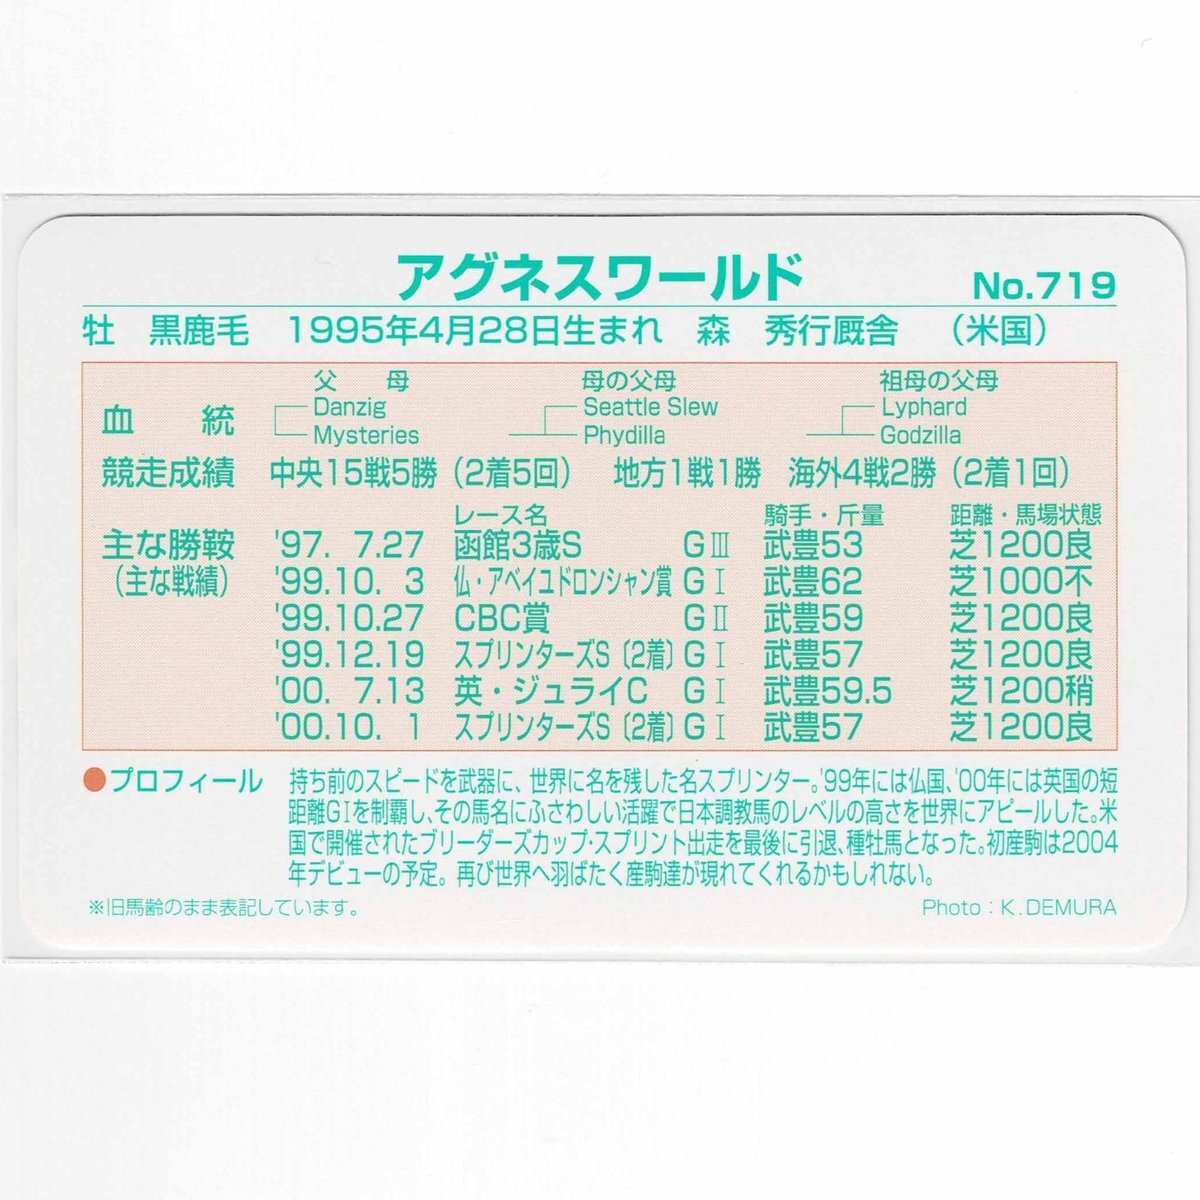 アグネスワールド No.719
牡 黒鹿毛 1995年4月28日生まれ 森 秀行厩舎 (米国)
父 母 母の父母 祖母の父母
血統 Danzig Seattle Slew Lyphard
Mysteries Phydilla Godzilla
競走成績 中央15戦5勝(2着5回) 地方1戦1勝 海外4戦2勝(2着1回)
レース名 騎手・斤量 距離・馬場状態
主な勝鞍 '97. 7.27 函館3歳S GⅢ 武豊53 芝1200良
(主な戦績) '99.10. 3 仏・アベイユドロンシャン賞 GⅠ 武豊62 芝1000不
'99.10.27 CBC賞 GⅡ 武豊59 芝1200良
'99.12.19 スプリンターズS〔2着〕GⅠ 武豊57 芝1200良
'00. 7.13 英・ジュライC GⅠ 武豊59.5 芝1200稍
'00.10. 1 スプリンターズS〔2着〕GⅠ 武豊57 芝1200良
●プロフィール 持ち前のスピードを武器に、世界に名を残した名スプリンター。'99年には仏国、'00年には英国の短
距離GⅠを制覇し、その馬名にふさわしい活躍で日本調教馬のレベルの高さを世界にアピールした。米
国で開催されたブリーダーズカップ・スプリント出走を最後に引退、種牡馬となった。初産駒は2004
年デビューの予定。再び世界へ羽ばたく産駒達が現れてくれるかもしれない。
※旧馬齢のまま表記しています。 Photo:K.DEMURA